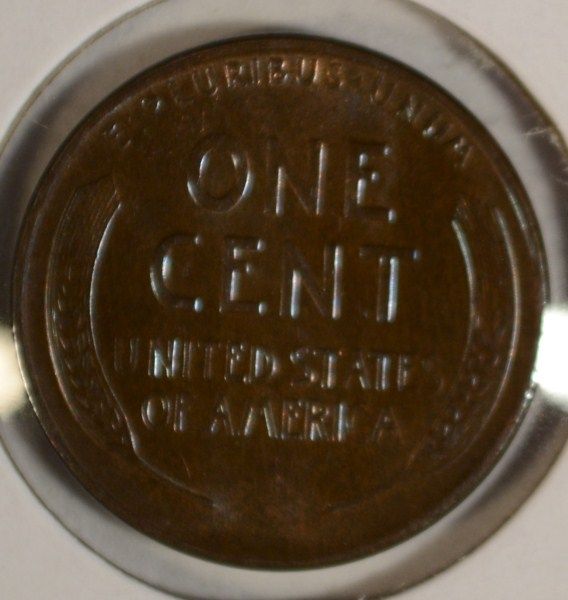 E·PLURIBUS·UNUM
ONE
CENT
UNITED STATES
OF AMERICA